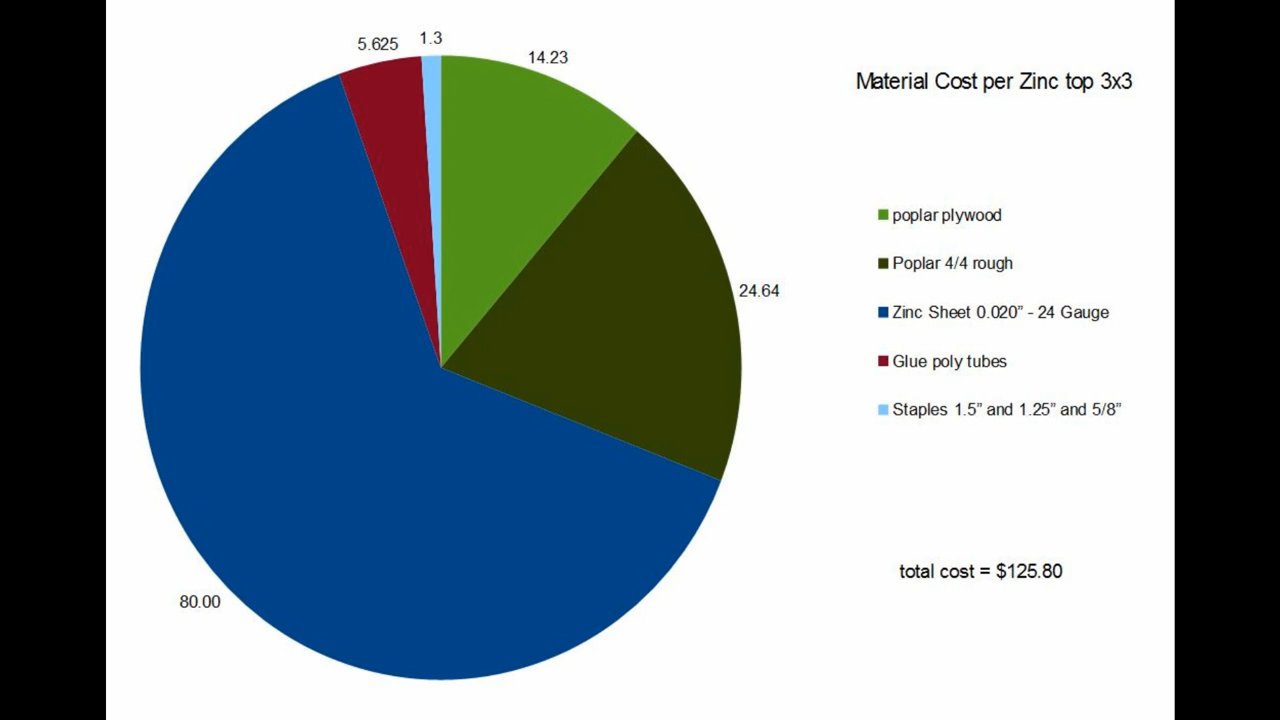 5.625
1.3
14.23
Material Cost per Zinc top 3x3
poplar plywood
Poplar 4/4 rough
24.64
Zinc Sheet 0.020” - 24 Gauge
Glue poly tubes
Staples 1.5” and 1.25” and 5/8”
total cost = $125.80
80.00